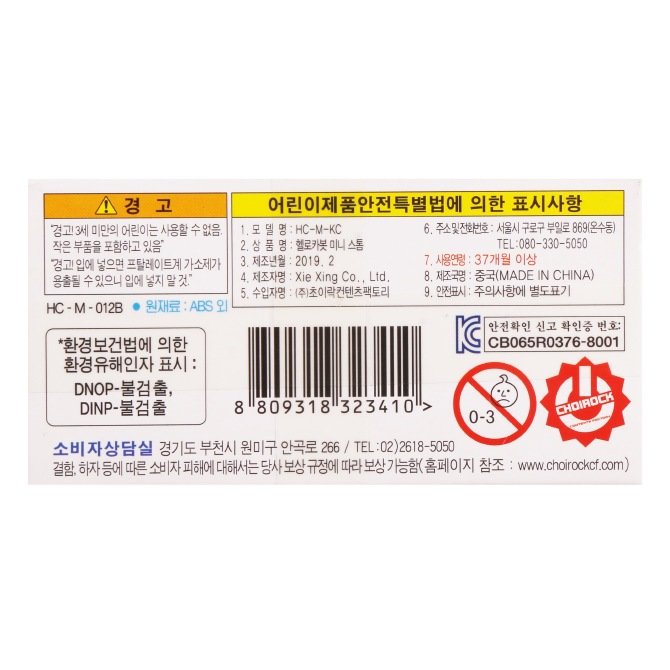 ⚠ 경 고
"경고! 3세 미만의 어린이는 사용할 수 없음.
작은 부품을 포함하고 있음"
"경고! 입에 넣으면 프탈레이트계 가소제가
용출될 수 있으니 입에 넣지 말 것."
HC - M - 012B ● 원재료 : ABS 외
어린이제품안전특별법에 의한 표시사항
1. 모 델 명 : HC-M-KC
2. 상 품 명 : 헬로카봇 미니 스톰
3. 제조년월 : 2019. 2
4. 제조자명 : Xie Xing Co., Ltd.
5. 수입자명 : (주)초이락컨텐츠팩토리
6. 주소및전화번호 : 서울시 구로구 부일로 869(온수동)
TEL:080-330-5050
7. 사용연령: 37개월 이상
8. 제조국명 : 중국(MADE IN CHINA)
9. 안전표시 : 주의사항에 별도표기
*환경보건법에 의한
환경유해인자 표시 :
DNOP-불검출,
DINP-불검출
8 809318 323410 >
안전확인 신고 확인증 번호:
CB065R0376-8001
0-3
CHOIROCK
CONTENTS FACTORY
소비자상담실 경기도 부천시 원미구 안곡로 266 / TEL: 02)2618-5050
결함, 하자 등에 따른 소비자 피해에 대해서는 당사 보상 규정에 따라 보상 가능함( 홈페이지 참조 : www.choirockcf.com)